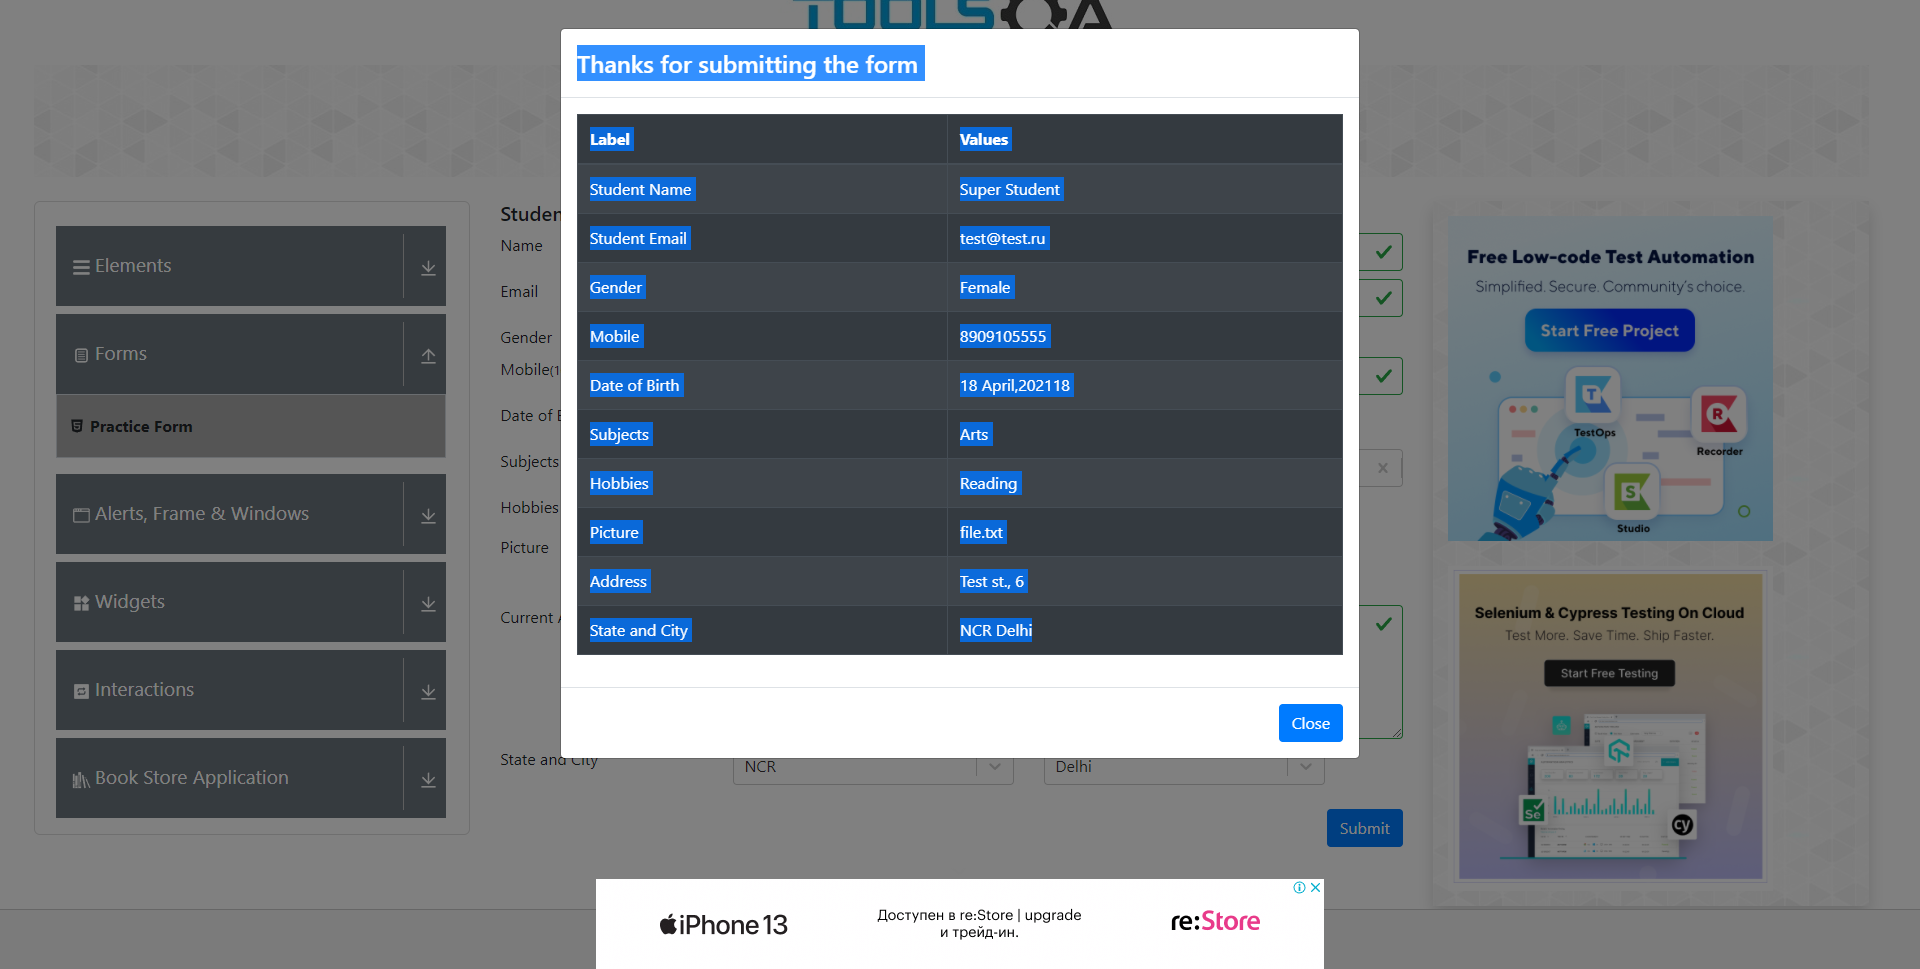 TOOLSQA
Thanks for submitting the form
Label Values
Student Name Super Student
Student Email test@test.ru
Gender Female
Mobile 8909105555
Date of Birth 18 April,202118
Subjects Arts
Hobbies Reading
Picture file.txt
Address Test st., 6
State and City NCR Delhi
Close
Elements
Forms
Practice Form
Alerts, Frame & Windows
Widgets
Interactions
Book Store Application
Studen
Name
Email
Gender
Mobile(1
Date of B
Subjects
Hobbies
Picture
Current A
State and City
NCR
Delhi
Submit
Free Low-code Test Automation
Simplified. Secure. Community's choice.
Start Free Project
TestOps
Recorder
Studio
Selenium & Cypress Testing On Cloud
Test More. Save Time. Ship Faster.
Start Free Testing
Se
cy
iPhone 13
Доступен в re:Store | upgrade
и трейд-ин.
re:Store